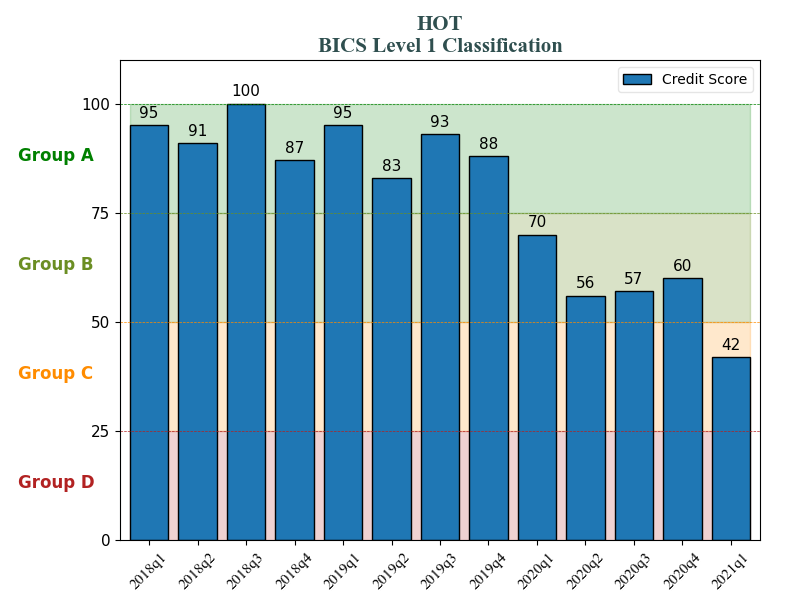 HOT
BICS Level 1 Classification
Credit Score
100
75
50
25
0
Group A
Group B
Group C
Group D
95
91
100
87
95
83
93
88
70
56
57
60
42
2018q1
2018q2
2018q3
2018q4
2019q1
2019q2
2019q3
2019q4
2020q1
2020q2
2020q3
2020q4
2021q1